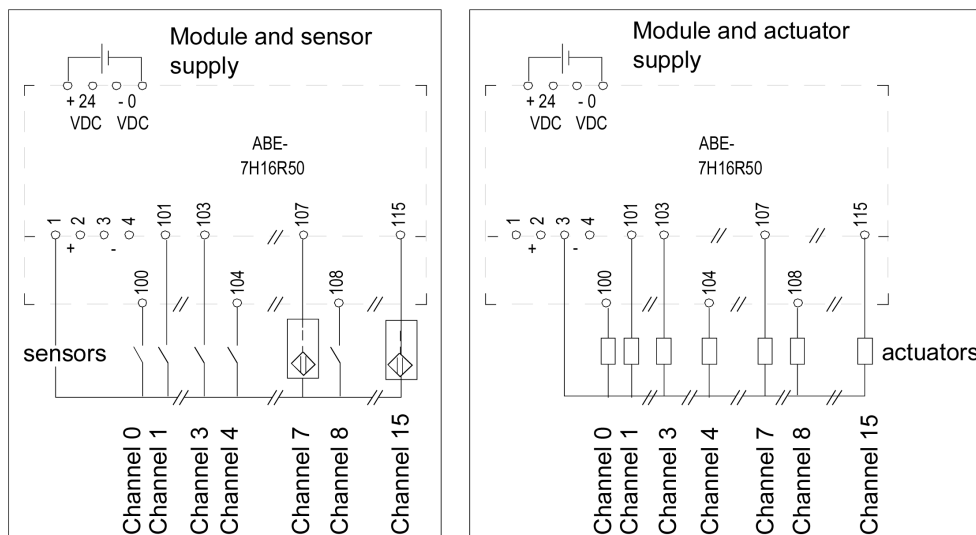 Module and sensor
supply
+ 24 - 0
VDC VDC
ABE-
7H16R50
1 2 3 4 101 103 107 115
+ -
100 104 108
sensors
Channel 0
Channel 1
Channel 3
Channel 4
Channel 7
Channel 8
Channel 15
Module and actuator
supply
+ 24 - 0
VDC VDC
ABE-
7H16R50
1 2 3 4 101 103 107 115
+ -
100 104 108
actuators
Channel 0
Channel 1
Channel 3
Channel 4
Channel 7
Channel 8
Channel 15